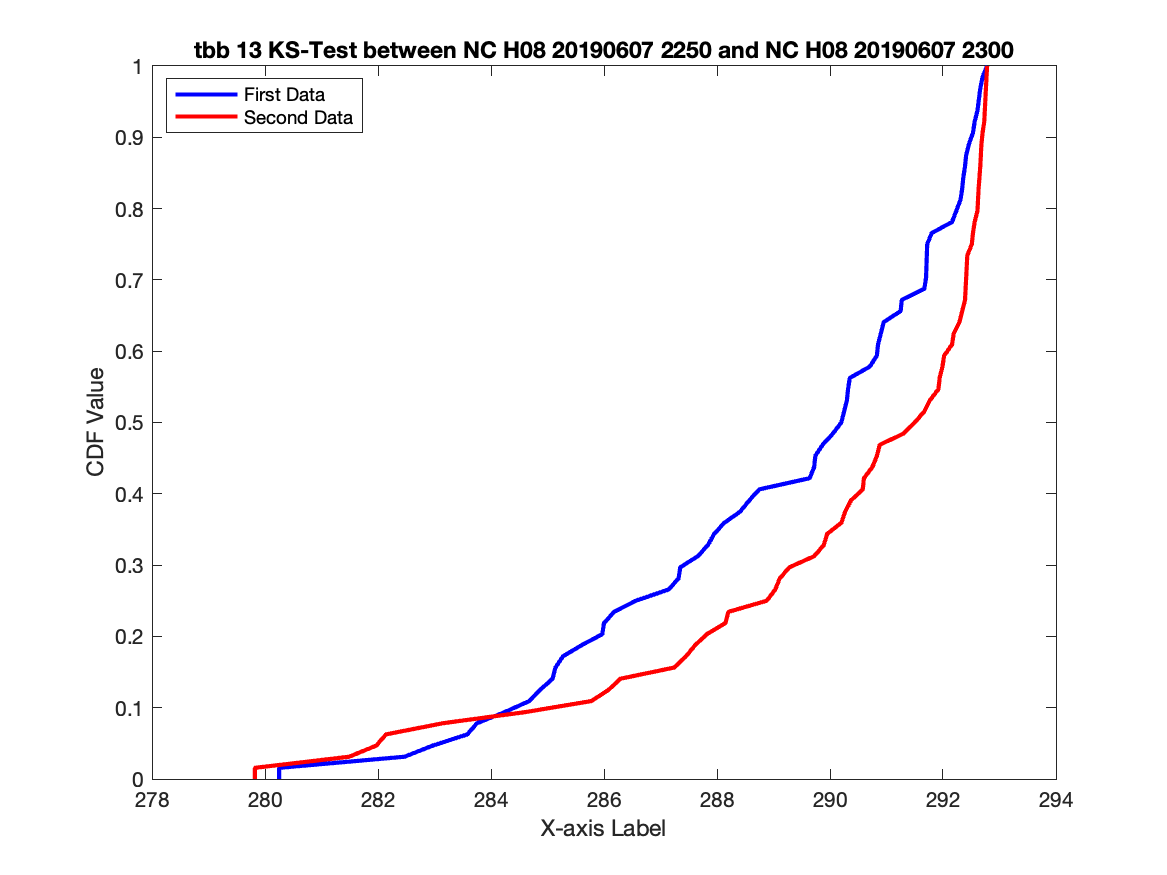 tbb 13 KS-Test between NC H08 20190607 2250 and NC H08 20190607 2300
First Data
Second Data
1
0.9
0.8
0.7
0.6
0.5
0.4
0.3
0.2
0.1
0
CDF Value
278 280 282 284 286 288 290 292 294
X-axis Label